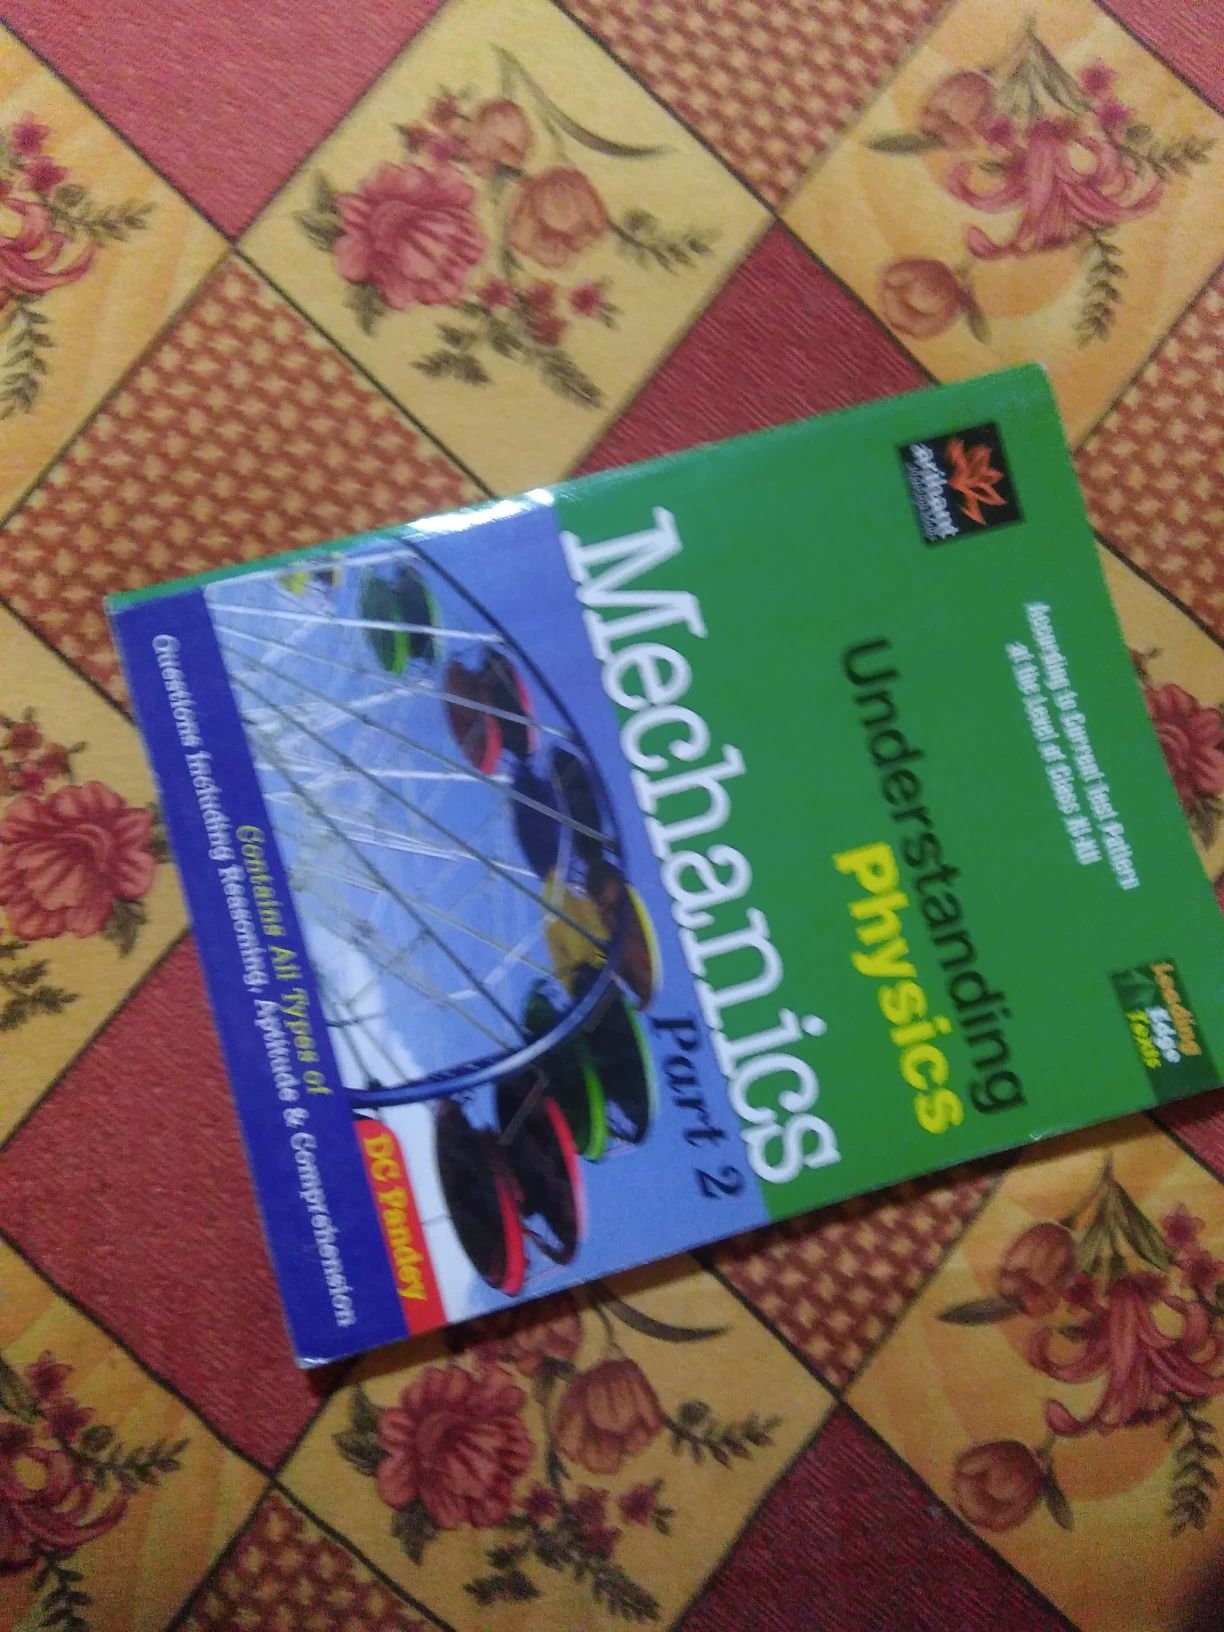 arihant
According to Current Test Pattern
at the Level of Class XI-XII
Leading
Edge
Texts
Understanding
Physics
Mechanics
Part 2
DC Pandey
Contains All Types of
Questions Including Reasoning, Aptitude & Comprehension